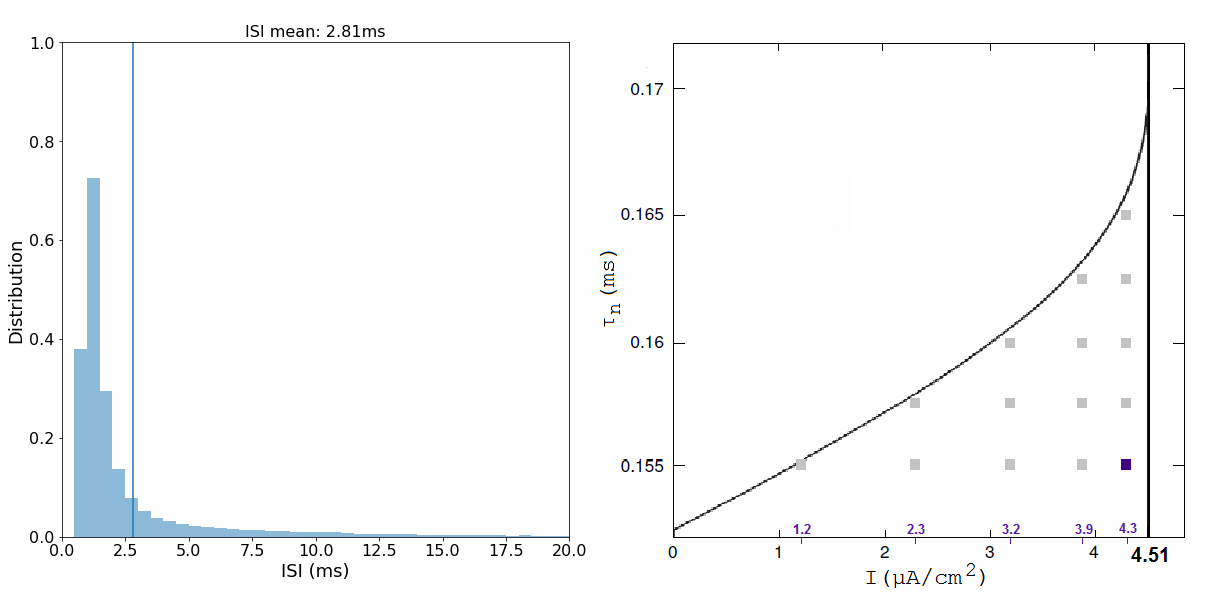 ISI mean: 2.81ms
1.0
0.8
0.6
0.4
0.2
0.0
Distribution
0.0 2.5 5.0 7.5 10.0 12.5 15.0 17.5 20.0
ISI (ms)
0.17
0.165
0.16
0.155
τn (ms)
1.2 2.3 3.2 3.9 4.3
0 1 2 3 4 4.51
I(μA/cm²)